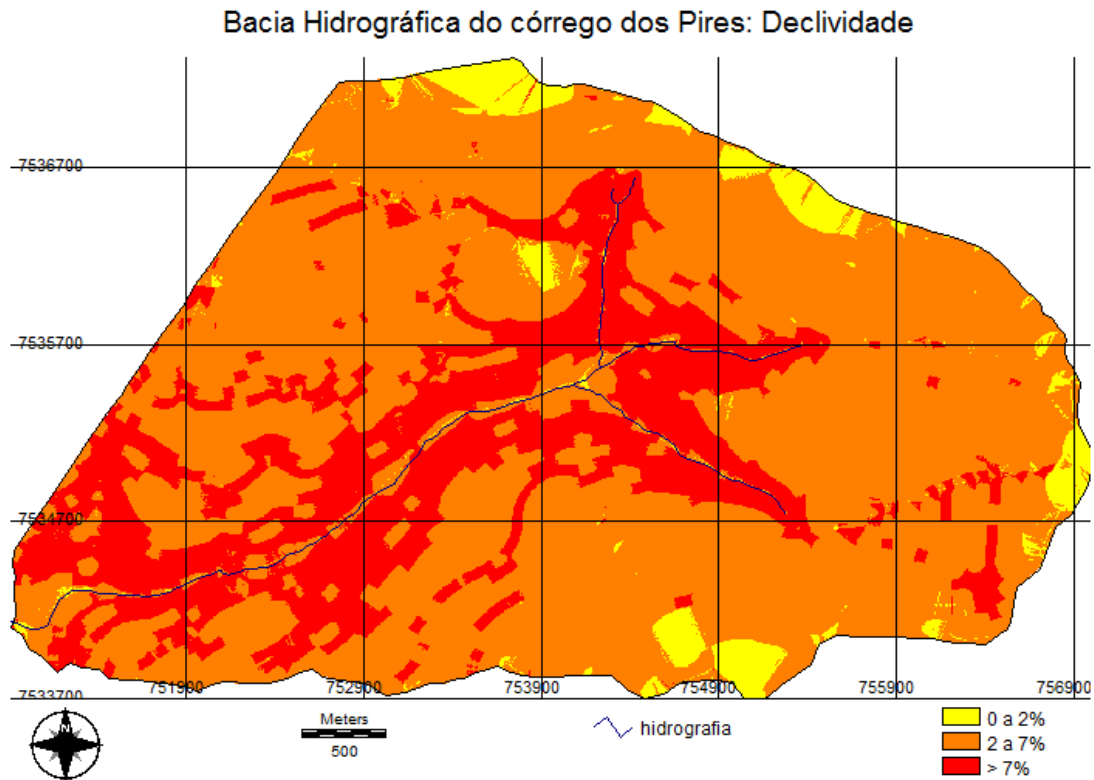 Bacia Hidrográfica do córrego dos Pires: Declividade
7536700
7535700
7534700
7533700
751900 752900 753900 754900 755900 756900
Meters
500
hidrografia
0 a 2%
2 a 7%
> 7%